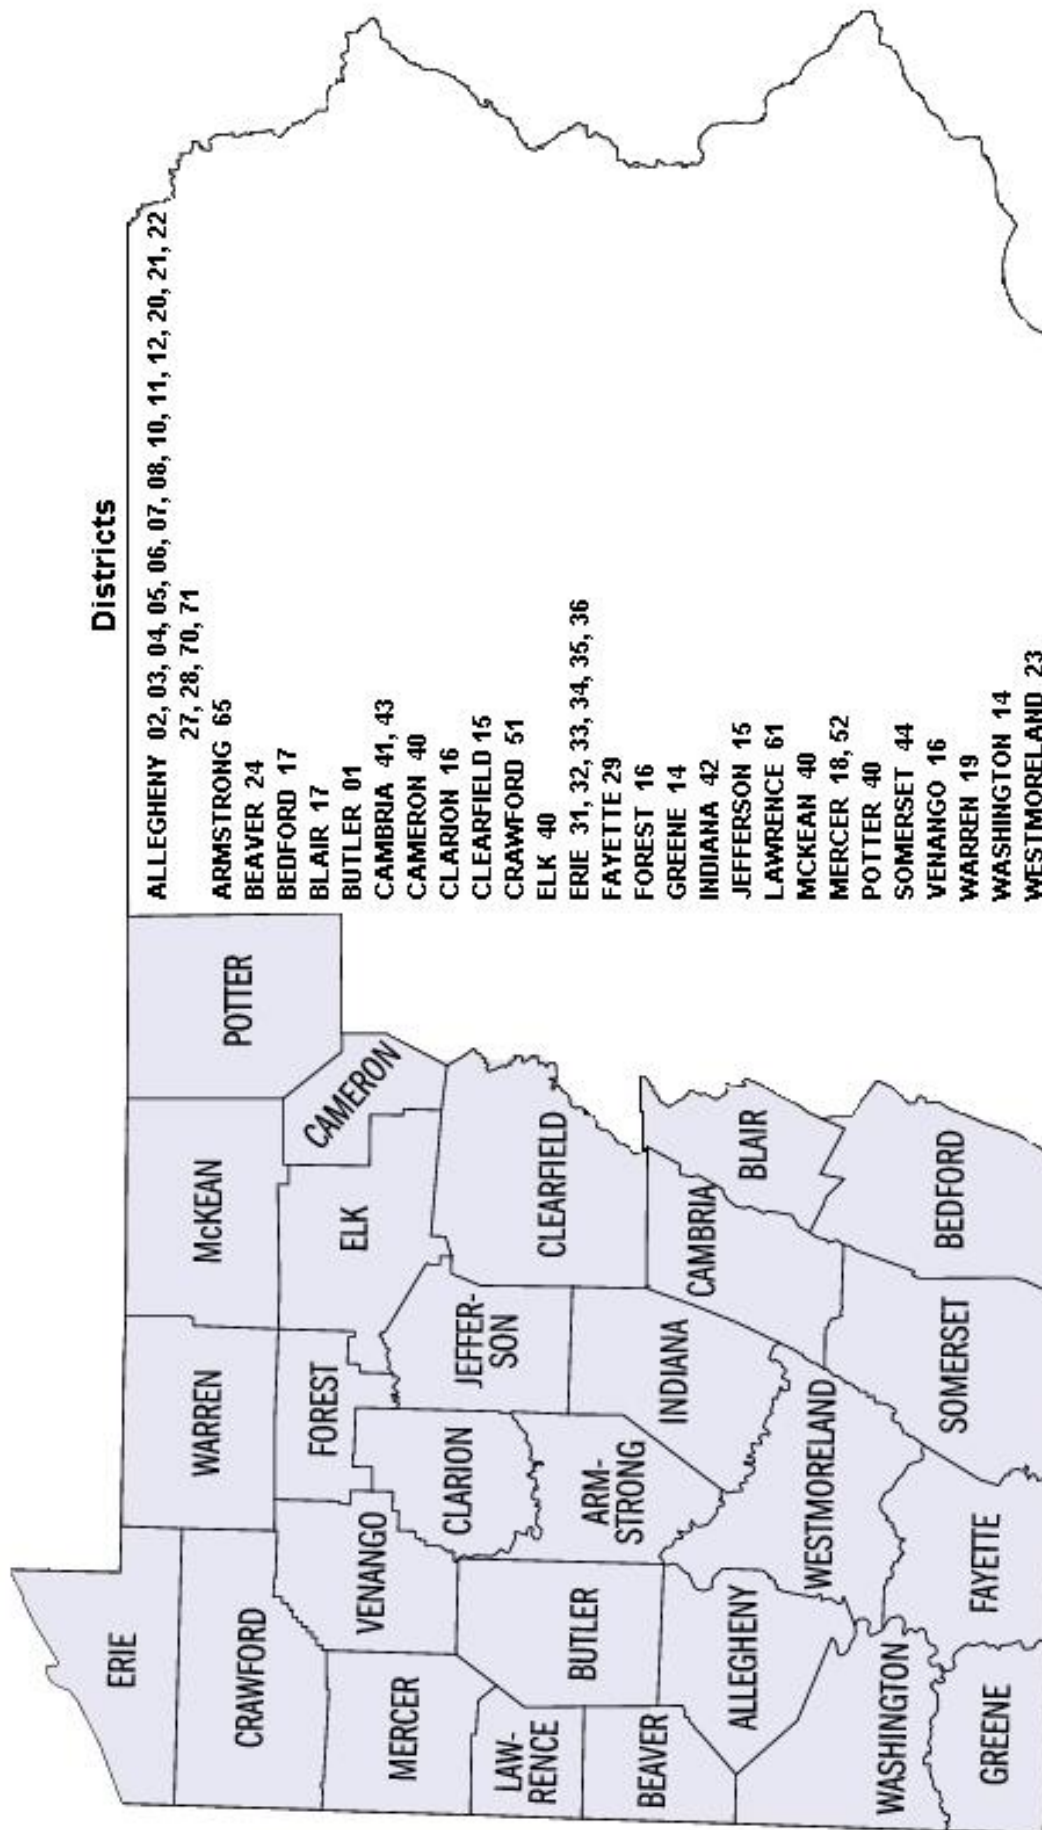 Districts
ALLEGHENY 02, 03, 04, 05, 06, 07, 08, 10, 11, 12, 20, 21, 22
27, 28, 70, 71
ARMSTRONG 65
BEAVER 24
BEDFORD 17
BLAIR 17
BUTLER 01
CAMBRIA 41, 43
CAMERON 40
CLARION 16
CLEARFIELD 15
CRAWFORD 51
ELK 40
ERIE 31, 32, 33, 34, 35, 36
FAYETTE 29
FOREST 16
GREENE 14
INDIANA 42
JEFFERSON 15
LAWRENCE 61
MCKEAN 40
MERCER 18, 52
POTTER 40
SOMERSET 44
VENANGO 16
WARREN 19
WASHINGTON 14
WESTMORELAND 23
ERIE
CRAWFORD
WARREN
McKEAN
POTTER
MERCER
VENANGO
FOREST
ELK
CAMERON
LAW-
RENCE
BUTLER
CLARION
JEFFER-
SON
CLEARFIELD
BEAVER
ARM-
STRONG
INDIANA
CAMBRIA
BLAIR
ALLEGHENY
WESTMORELAND
WASHINGTON
GREENE
FAYETTE
SOMERSET
BEDFORD